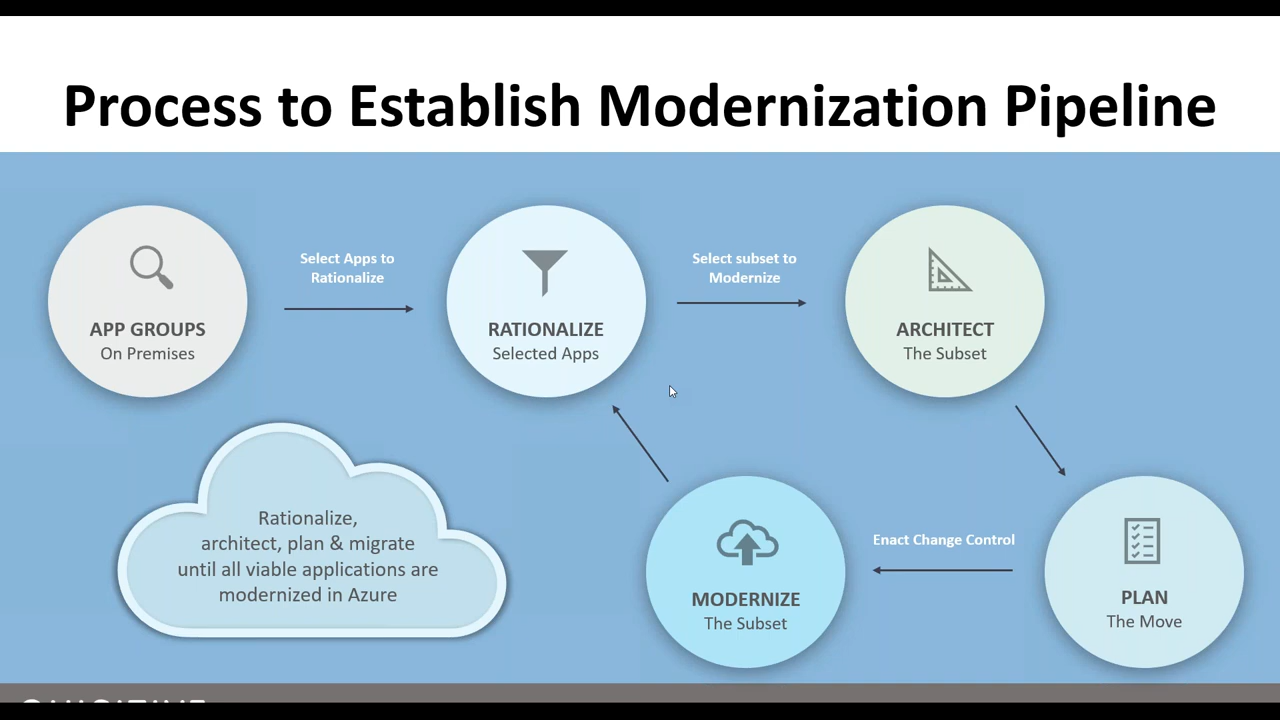 Process to Establish Modernization Pipeline
Select Apps to
Rationalize
Select subset to
Modernize
APP GROUPS
On Premises
RATIONALIZE
Selected Apps
ARCHITECT
The Subset
Rationalize,
architect, plan & migrate
until all viable applications are
modernized in Azure
Enact Change Control
MODERNIZE
The Subset
PLAN
The Move